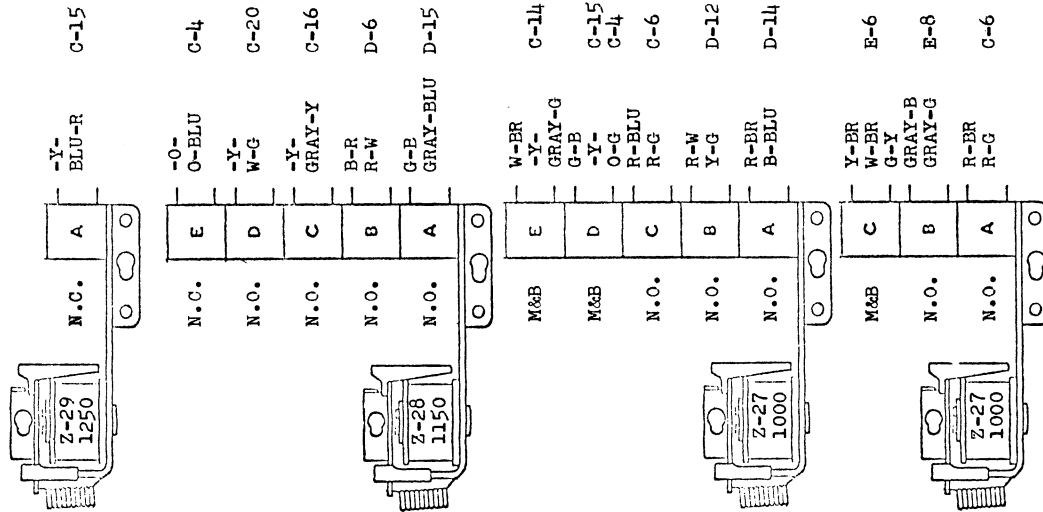 Z-29
1250
N.C. A -Y- C-15
BLU-R
Z-28
1150
N.C. E -O- C-4
O-BLU
N.O. D -Y- C-20
W-G
N.O. C -Y- C-16
GRAY-Y
N.O. B B-R D-6
R-W
N.O. A G-B D-15
GRAY-BLU
Z-27
1000
M&B E W-BR C-14
-Y-
GRAY-G
M&B D G-B C-15
-Y- C-4
O-G
N.O. C R-BLU C-6
R-G
N.O. B R-W D-12
Y-G
N.O. A R-BR D-14
B-BLU
Z-27
1000
M&B C Y-BR E-6
W-BR
G-Y
N.O. B GRAY-B E-8
GRAY-G
N.O. A R-BR C-6
R-G